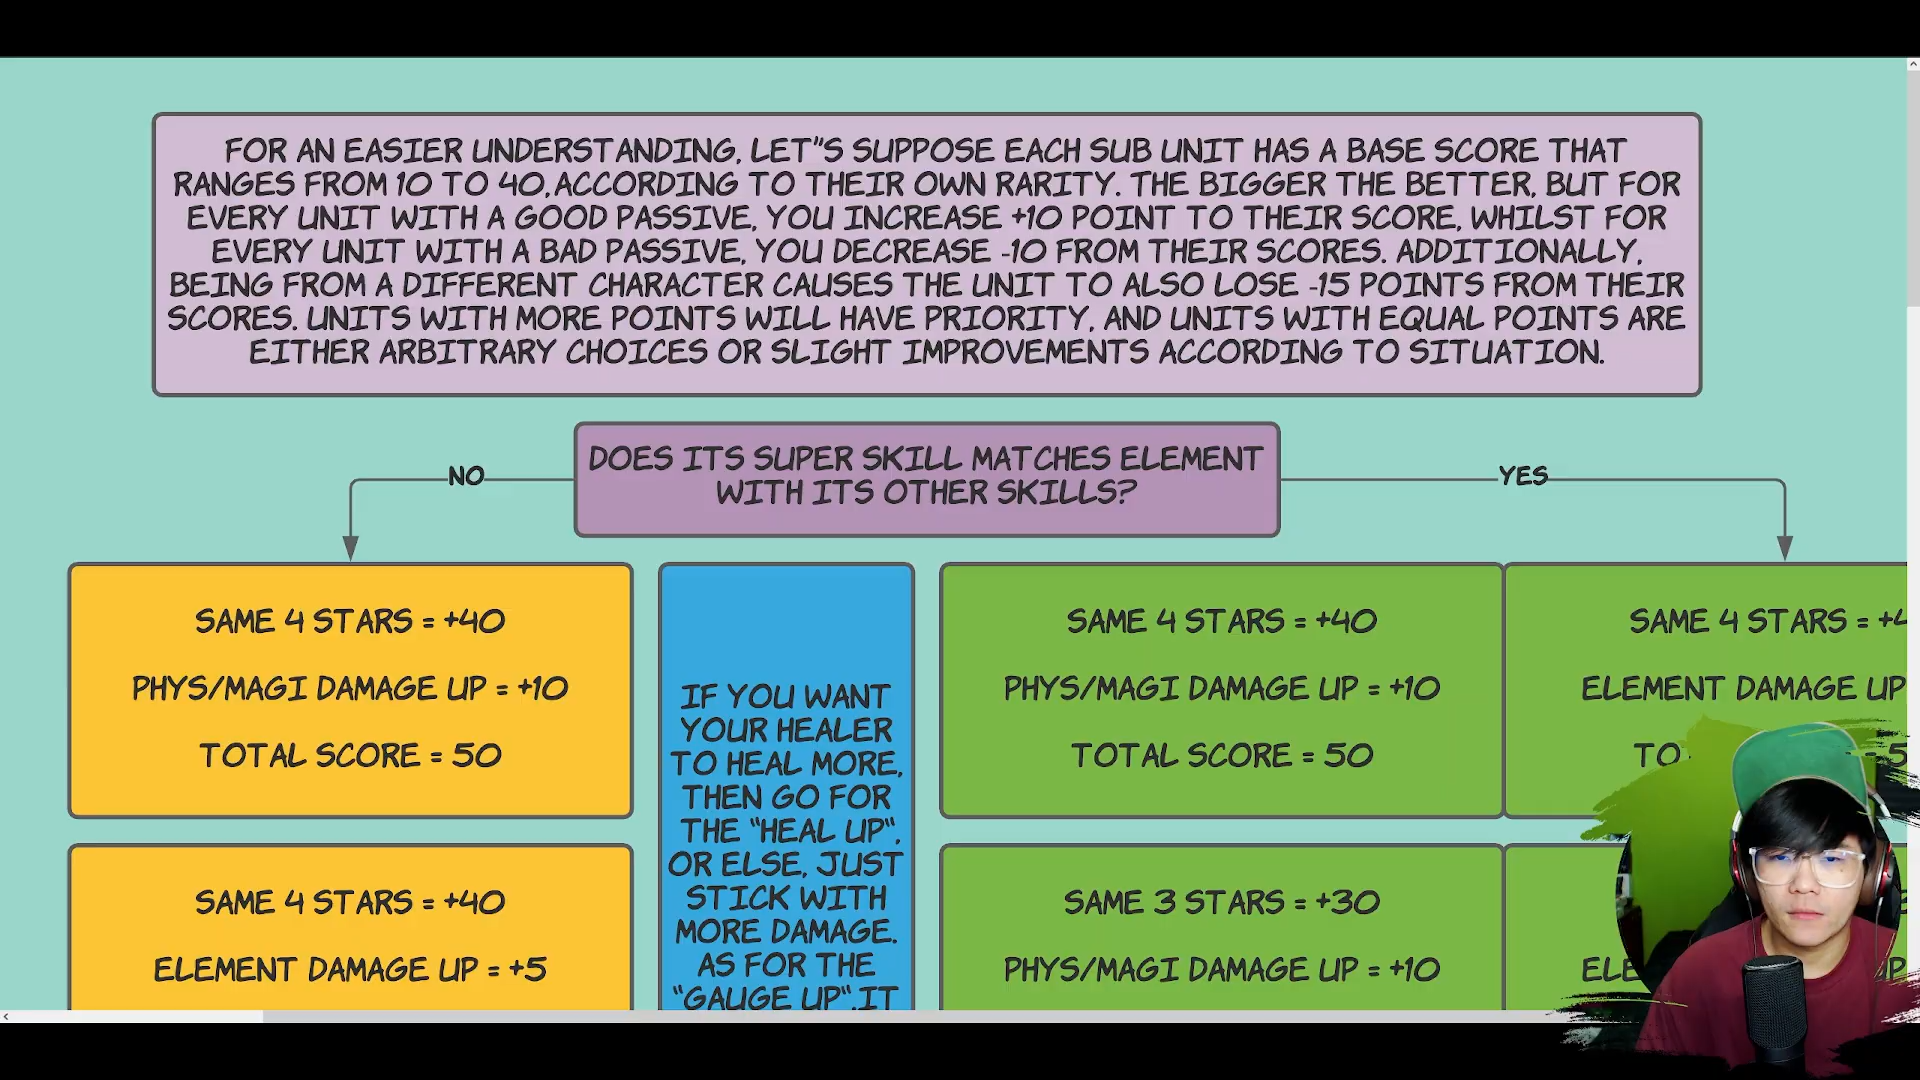 FOR AN EASIER UNDERSTANDING, LET"S SUPPOSE EACH SUB UNIT HAS A BASE SCORE THAT
RANGES FROM 10 TO 40,ACCORDING TO THEIR OWN RARITY. THE BIGGER THE BETTER, BUT FOR
EVERY UNIT WITH A GOOD PASSIVE, YOU INCREASE +10 POINT TO THEIR SCORE, WHILST FOR
EVERY UNIT WITH A BAD PASSIVE, YOU DECREASE -10 FROM THEIR SCORES. ADDITIONALLY,
BEING FROM A DIFFERENT CHARACTER CAUSES THE UNIT TO ALSO LOSE -15 POINTS FROM THEIR
SCORES. UNITS WITH MORE POINTS WILL HAVE PRIORITY, AND UNITS WITH EQUAL POINTS ARE
EITHER ARBITRARY CHOICES OR SLIGHT IMPROVEMENTS ACCORDING TO SITUATION.
DOES ITS SUPER SKILL MATCHES ELEMENT
WITH ITS OTHER SKILLS?
NO
YES
SAME 4 STARS = +40
PHYS/MAGI DAMAGE UP = +10
TOTAL SCORE = 50
SAME 4 STARS = +40
ELEMENT DAMAGE UP = +5
IF YOU WANT
YOUR HEALER
TO HEAL MORE,
THEN GO FOR
THE "HEAL UP",
OR ELSE, JUST
STICK WITH
MORE DAMAGE.
AS FOR THE
"GAUGE UP",IT
SAME 4 STARS = +40
PHYS/MAGI DAMAGE UP = +10
TOTAL SCORE = 50
SAME 3 STARS = +30
PHYS/MAGI DAMAGE UP = +10
SAME 4 STARS = +4
ELEMENT DAMAGE UP